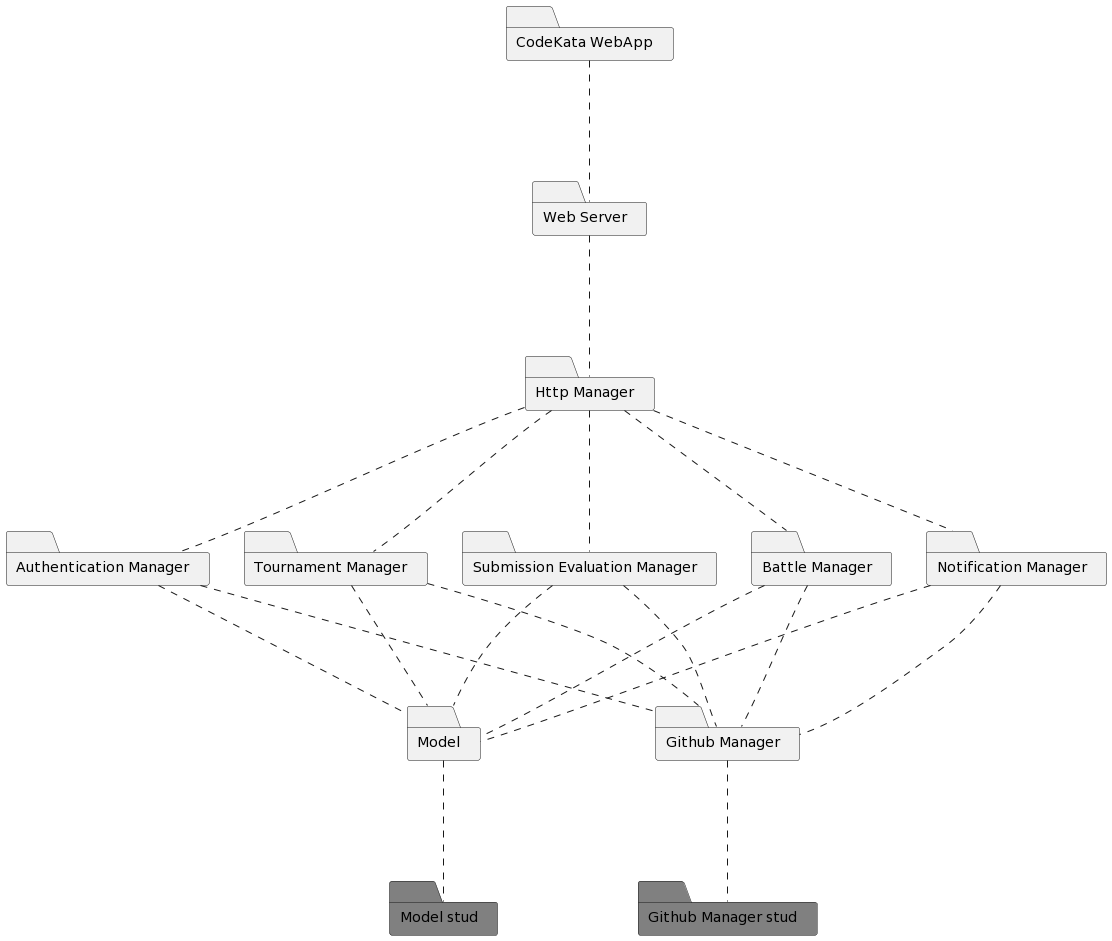 CodeKata WebApp
Web Server
Http Manager
Authentication Manager
Tournament Manager
Submission Evaluation Manager
Battle Manager
Notification Manager
Model
Github Manager
Model stud
Github Manager stud